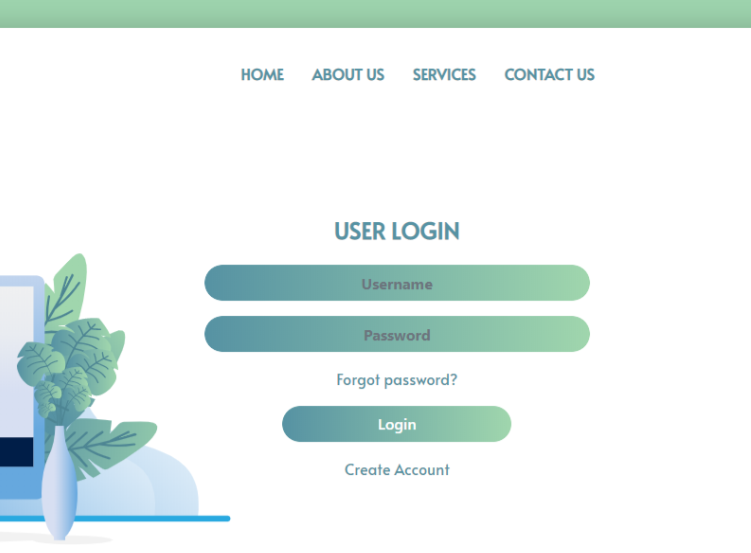 HOME ABOUT US SERVICES CONTACT US
USER LOGIN
Username
Password
Forgot password?
Login
Create Account